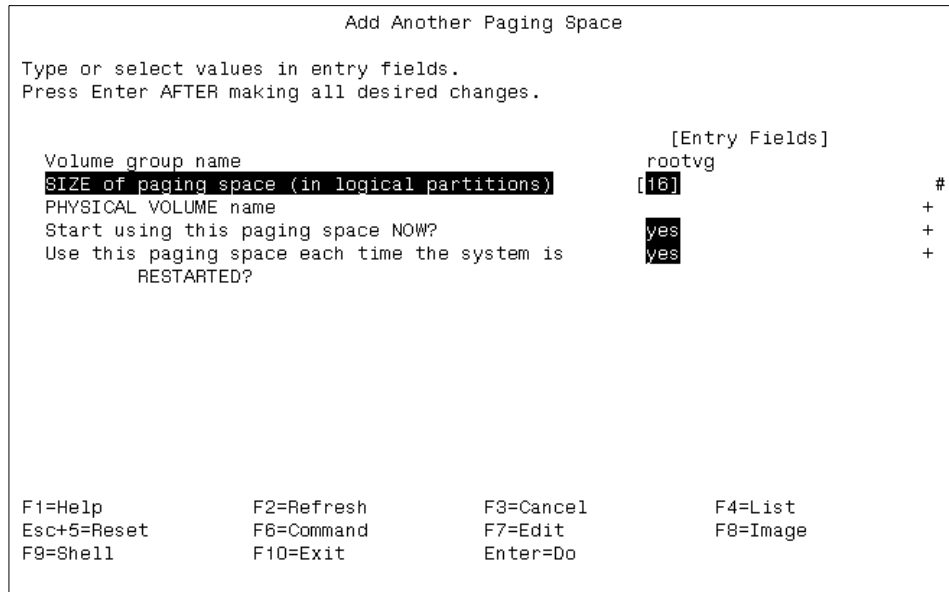 Add Another Paging Space
Type or select values in entry fields.
Press Enter AFTER making all desired changes.
[Entry Fields]
Volume group name rootvg
SIZE of paging space (in logical partitions) [16] #
PHYSICAL VOLUME name +
Start using this paging space NOW? yes +
Use this paging space each time the system is yes +
RESTARTED?
F1=Help F2=Refresh F3=Cancel F4=List
Esc+5=Reset F6=Command F7=Edit F8=Image
F9=Shell F10=Exit Enter=Do